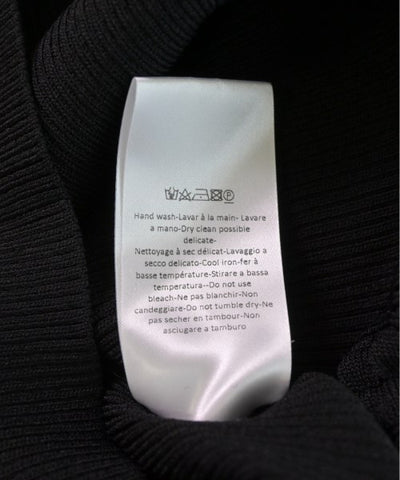 Hand wash-Lavar à la main- Lavare
a mano-Dry clean possible
delicate-
Nettoyage à sec délicat-Lavaggio a
secco delicato-Cool iron-fer à
basse température-Stirare a bassa
temperatura--Do not use
bleach-Ne pas blanchir-Non
candeggiare-Do not tumble dry-Ne
pas secher en tambour-Non
asciugare a tamburo